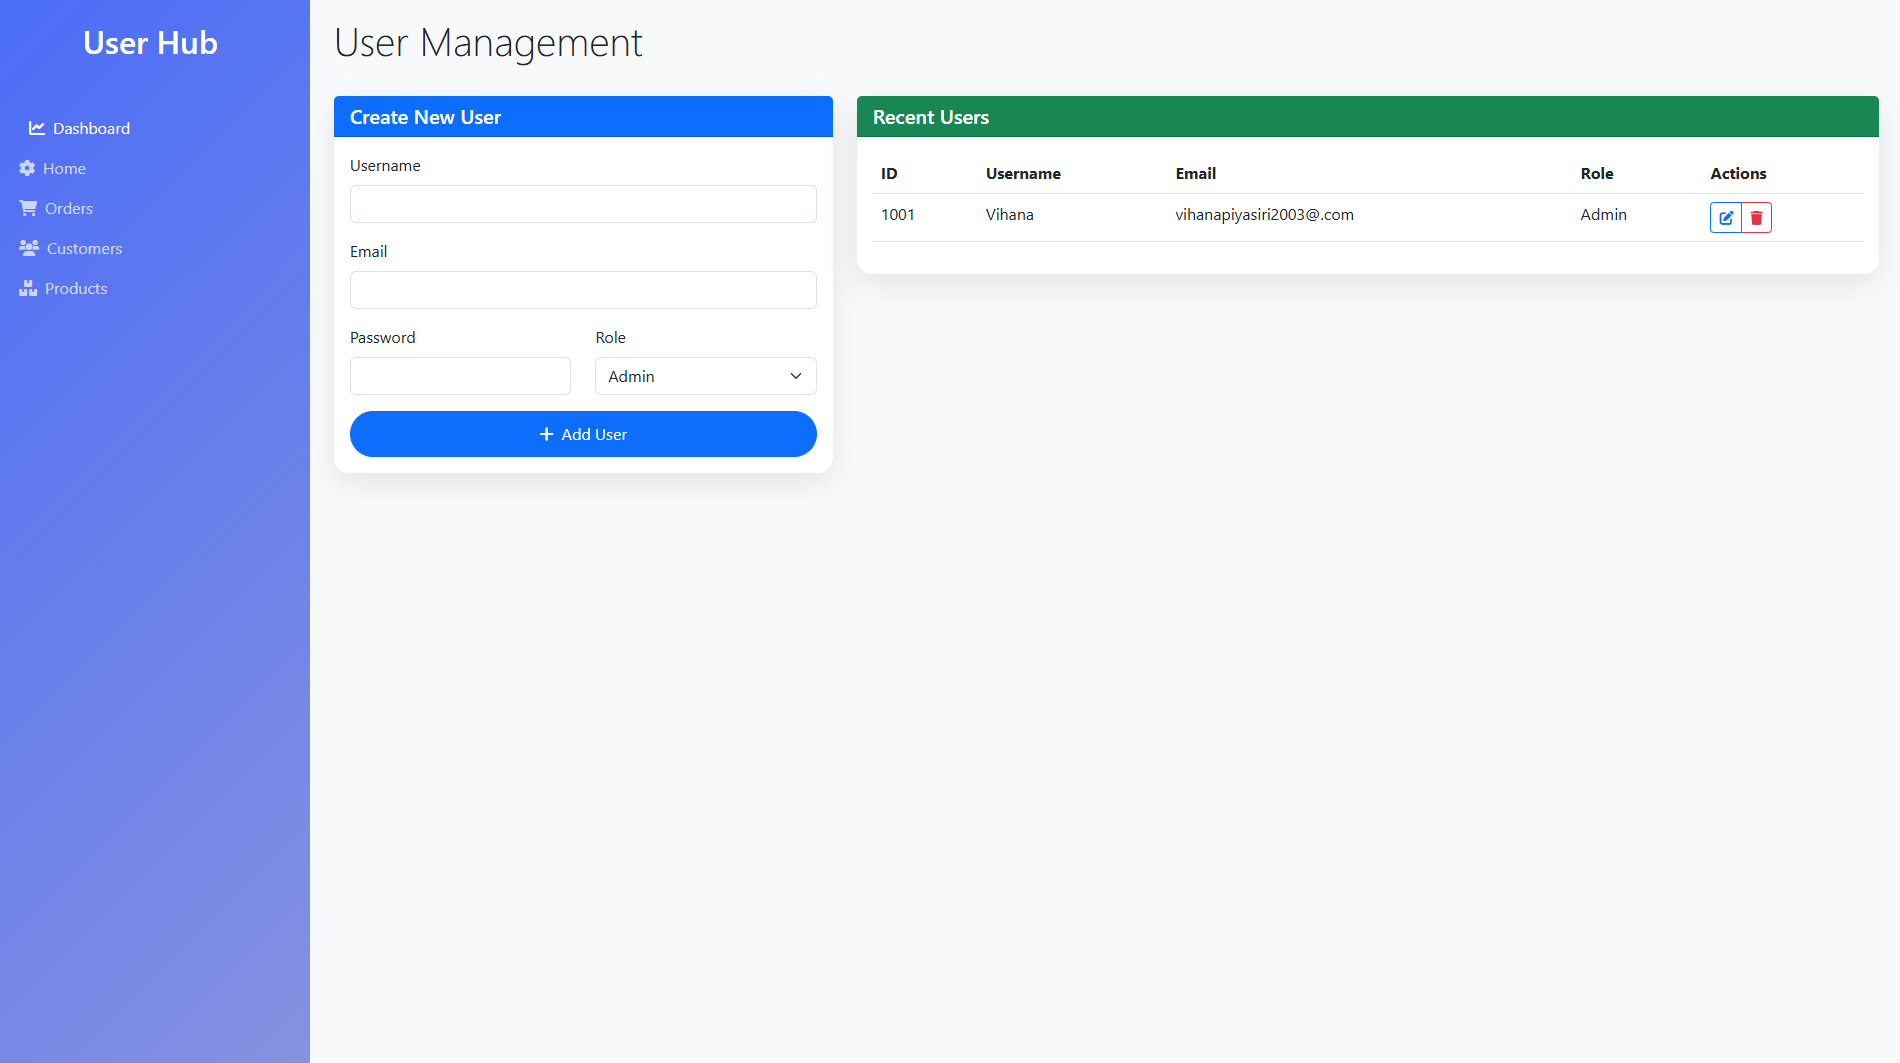 User Hub
Dashboard
Home
Orders
Customers
Products
User Management
Create New User
Username
Email
Password Role
Admin
Add User
Recent Users
ID Username Email Role Actions
1001 Vihana vihanapiyasiri2003@.com Admin